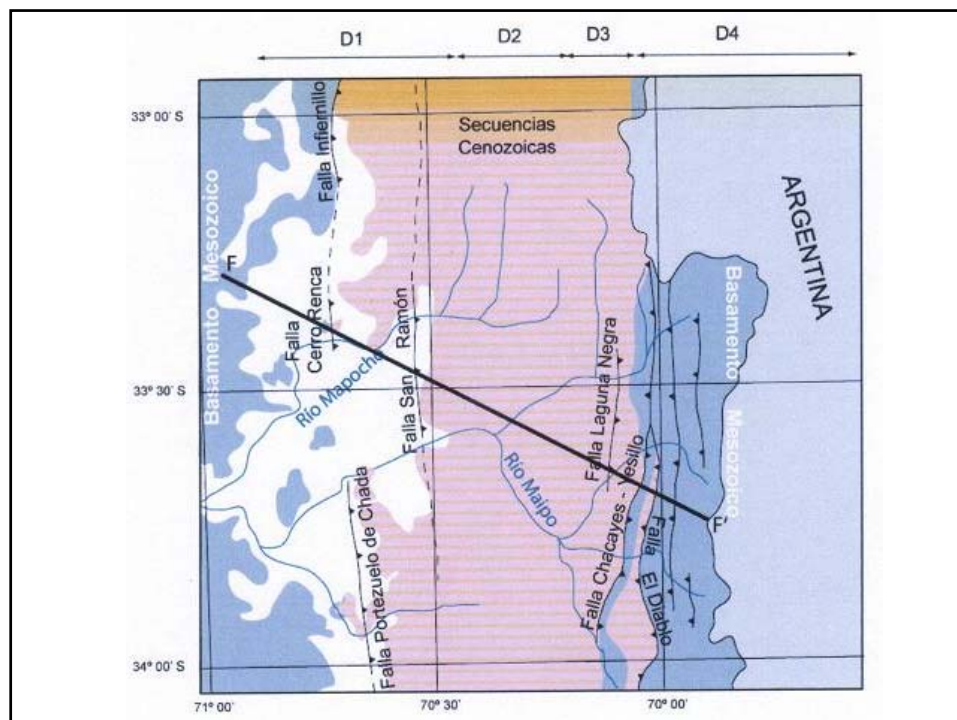 D1
D2
D3
D4
33° 00' S
33° 30' S
34° 00' S
71° 00'
70° 30'
70° 00'
Secuencias
Cenozoicas
ARGENTINA
Basamento Mesozoico
Falla Infiernillo
F
Falla
Cerro Renca
Río Mapocho
Falla San Ramón
Falla Portezuelo de Chada
Río Maipo
Falla Laguna Negra
Falla Chacayes - Yesillo
Falla El Diablo
Basamento Mesozoico
F'